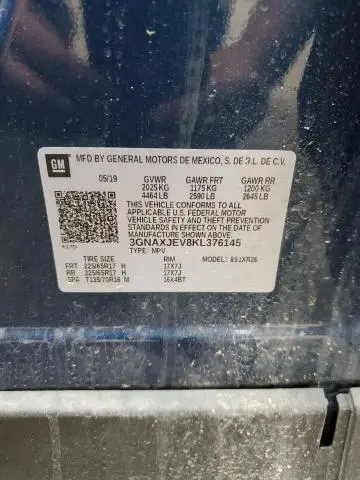 GM
MFD BY GENERAL MOTORS DE MEXICO, S. DE R.L. DE C.V.
05/19 GVWR GAWR FRT GAWR RR
2025 KG 1175 KG 1200 KG
4464 LB 2590 LB 2645 LB
THIS VEHICLE CONFORMS TO ALL
APPLICABLE U.S. FEDERAL MOTOR
VEHICLE SAFETY AND THEFT PREVENTION
STANDARDS IN EFFECT ON THE DATE OF
MANUFACTURE SHOWN ABOVE.
3GNAXJEV8KL376145
TYPE: MPV
TIRE SIZE RIM MODEL:
FRT 225/65R17 H 17X7J
RR 225/65R17 H 17X7J
SPA T135/70R16 M 16X4BT